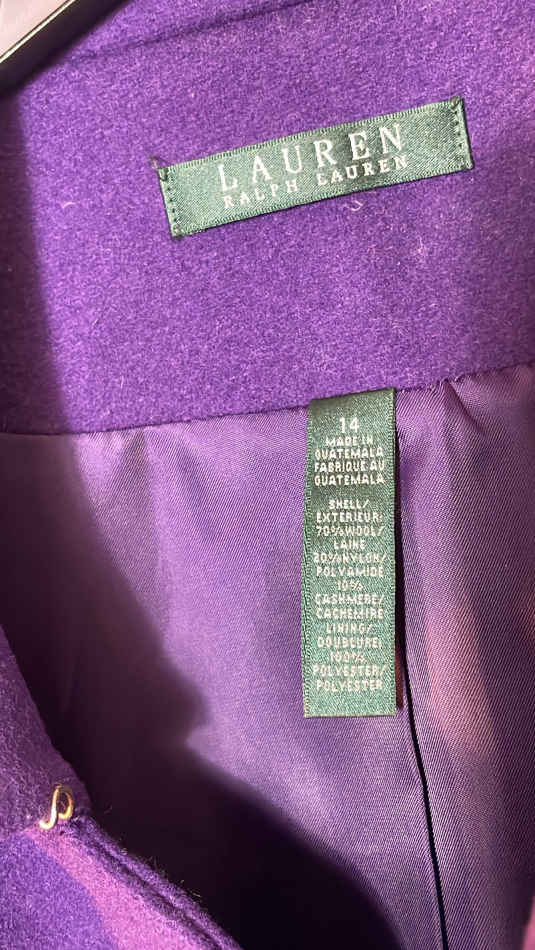 LAUREN
RALPH LAUREN
14
MADE IN
GUATEMALA
FABRIQUE AU
GUATEMALA
SHELL/
EXTERIEUR:
70%WOOL/
LAINE
20%NYLON/
POLYAMIDE
10%
CASHMERE/
CACHEMIRE
LINING/
DOUBLURE:
100%
POLYESTER/
POLYESTER